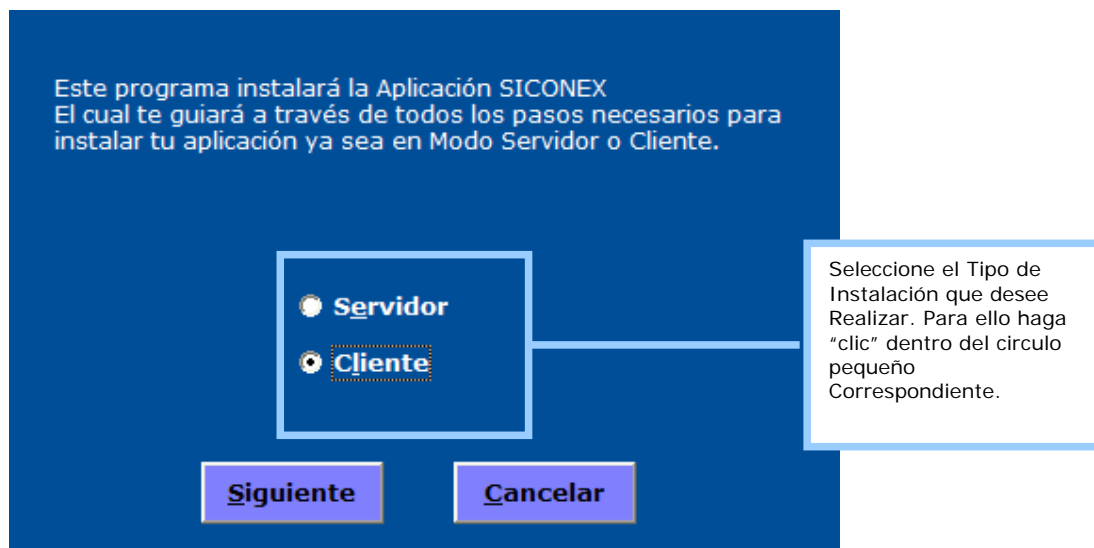 Este programa instalará la Aplicación SICONEX
El cual te guiará a través de todos los pasos necesarios para
instalar tu aplicación ya sea en Modo Servidor o Cliente.
Servidor
Cliente
Seleccione el Tipo de
Instalación que desee
Realizar. Para ello haga
“clic” dentro del circulo
pequeño
Correspondiente.
Siguiente
Cancelar